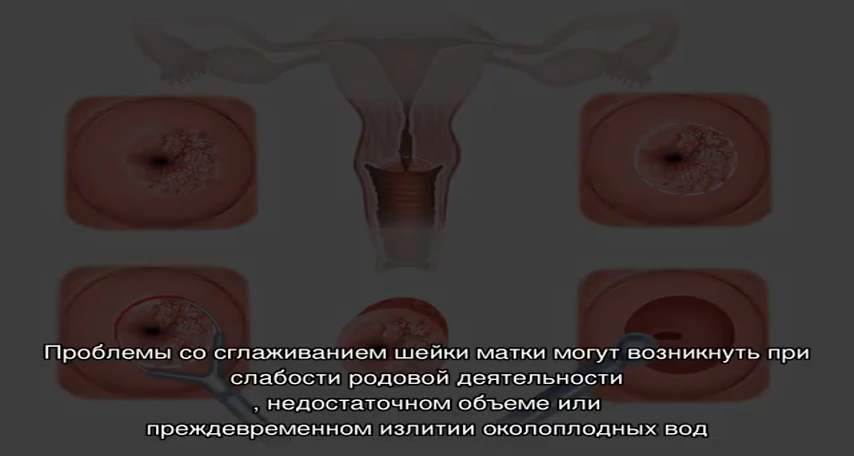 Проблемы со сглаживанием шейки матки могут возникнуть при
слабости родовой деятельности
, недостаточном объеме или
преждевременном излитии околоплодных вод